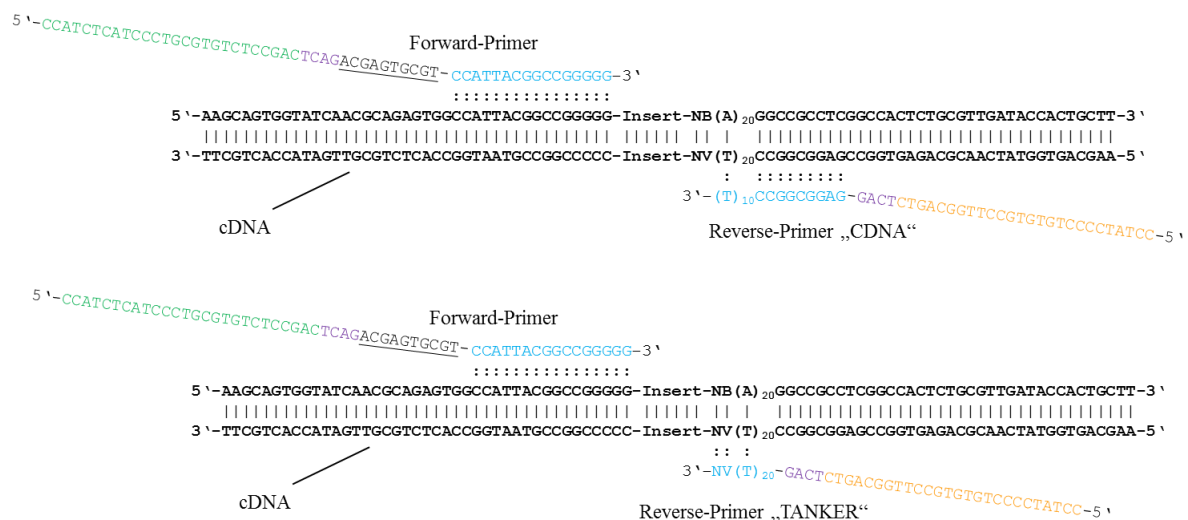 5‘-CCATCTCATCCCTGCGTGTCTCCGACTCAGACGAGTGCGT-CCATTACGGCCGGGGG-3‘
Forward-Primer
5‘-AAGCAGTGGTATCAACGCAGAGTGGCCATTACGGCCGGGGG-Insert-NB(A)20GGCCGCCTCGGCCACTCTGCGTTGATACCACTGCTT-3‘
3‘-TTCGTCACCATAGTTGCGTCTCACCGGTAATGCCGGCCCCC-Insert-NV(T)20CCGGCGGAGCCGGTGAGACGCAACTATGGTGACGAA-5‘
3‘-(T)10CCGGCGGAG-GACTCTGACGGTTCCGTGTGTCCCCTATCC-5‘
cDNA
Reverse-Primer „CDNA“
5‘-CCATCTCATCCCTGCGTGTCTCCGACTCAGACGAGTGCGT-CCATTACGGCCGGGGG-3‘
Forward-Primer
5‘-AAGCAGTGGTATCAACGCAGAGTGGCCATTACGGCCGGGGG-Insert-NB(A)20GGCCGCCTCGGCCACTCTGCGTTGATACCACTGCTT-3‘
3‘-TTCGTCACCATAGTTGCGTCTCACCGGTAATGCCGGCCCCC-Insert-NV(T)20CCGGCGGAGCCGGTGAGACGCAACTATGGTGACGAA-5‘
3‘-NV(T)20-GACTCTGACGGTTCCGTGTGTCCCCTATCC-5‘
cDNA
Reverse-Primer „TANKER“